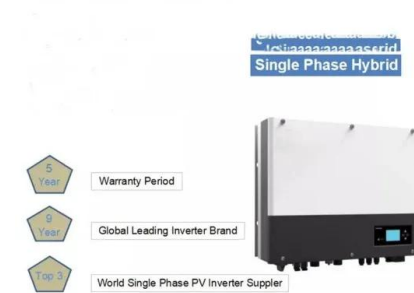 Single Phase Hybrid
5
Year
Warranty Period
9
Year
Global Leading Inverter Brand
Top 3
World Single Phase PV Inverter Suppler